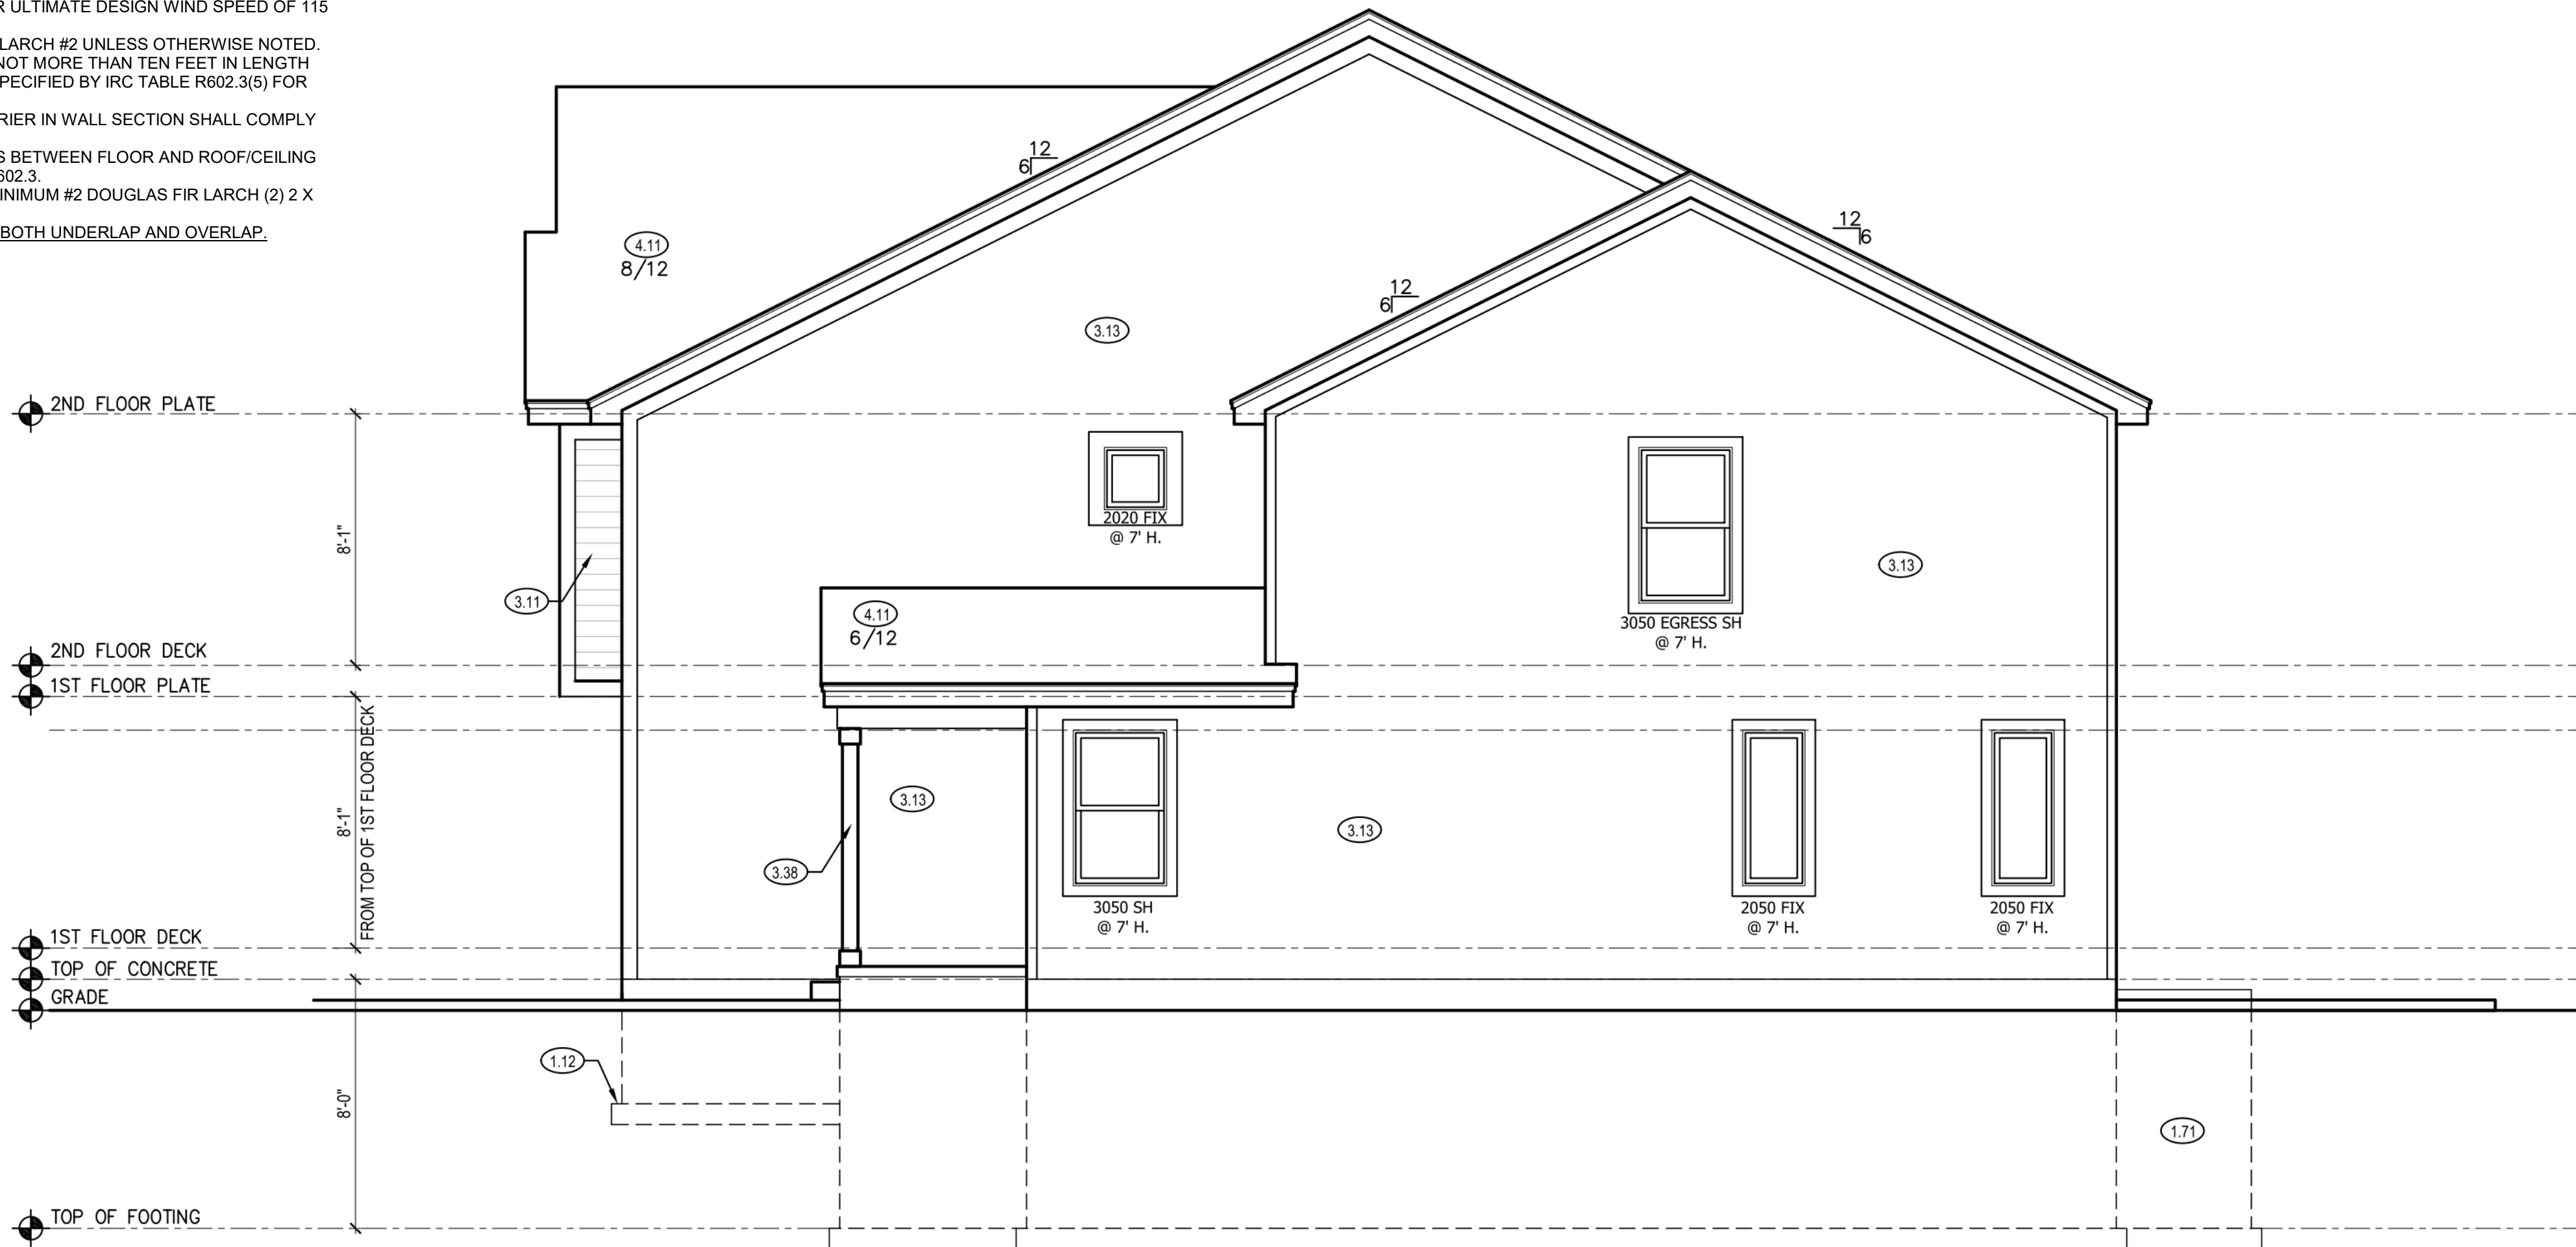 R ULTIMATE DESIGN WIND SPEED OF 115
LARCH #2 UNLESS OTHERWISE NOTED.
NOT MORE THAN TEN FEET IN LENGTH
PECIFIED BY IRC TABLE R602.3(5) FOR
RIER IN WALL SECTION SHALL COMPLY
S BETWEEN FLOOR AND ROOF/CEILING
602.3.
INIMUM #2 DOUGLAS FIR LARCH (2) 2 X
BOTH UNDERLAP AND OVERLAP.
12
6
12
6
4.11
8/12
12
6
3.13
2ND FLOOR PLATE
2020 FIX
@ 7' H.
8'-1"
3.13
3.11
4.11
6/12
3050 EGRESS SH
@ 7' H.
2ND FLOOR DECK
1ST FLOOR PLATE
8'-1"
FROM TOP OF 1ST FLOOR DECK
3.13
3.13
3.38
3050 SH
@ 7' H.
2050 FIX
@ 7' H.
2050 FIX
@ 7' H.
1ST FLOOR DECK
TOP OF CONCRETE
GRADE
1.12
8'-0"
1.71
TOP OF FOOTING